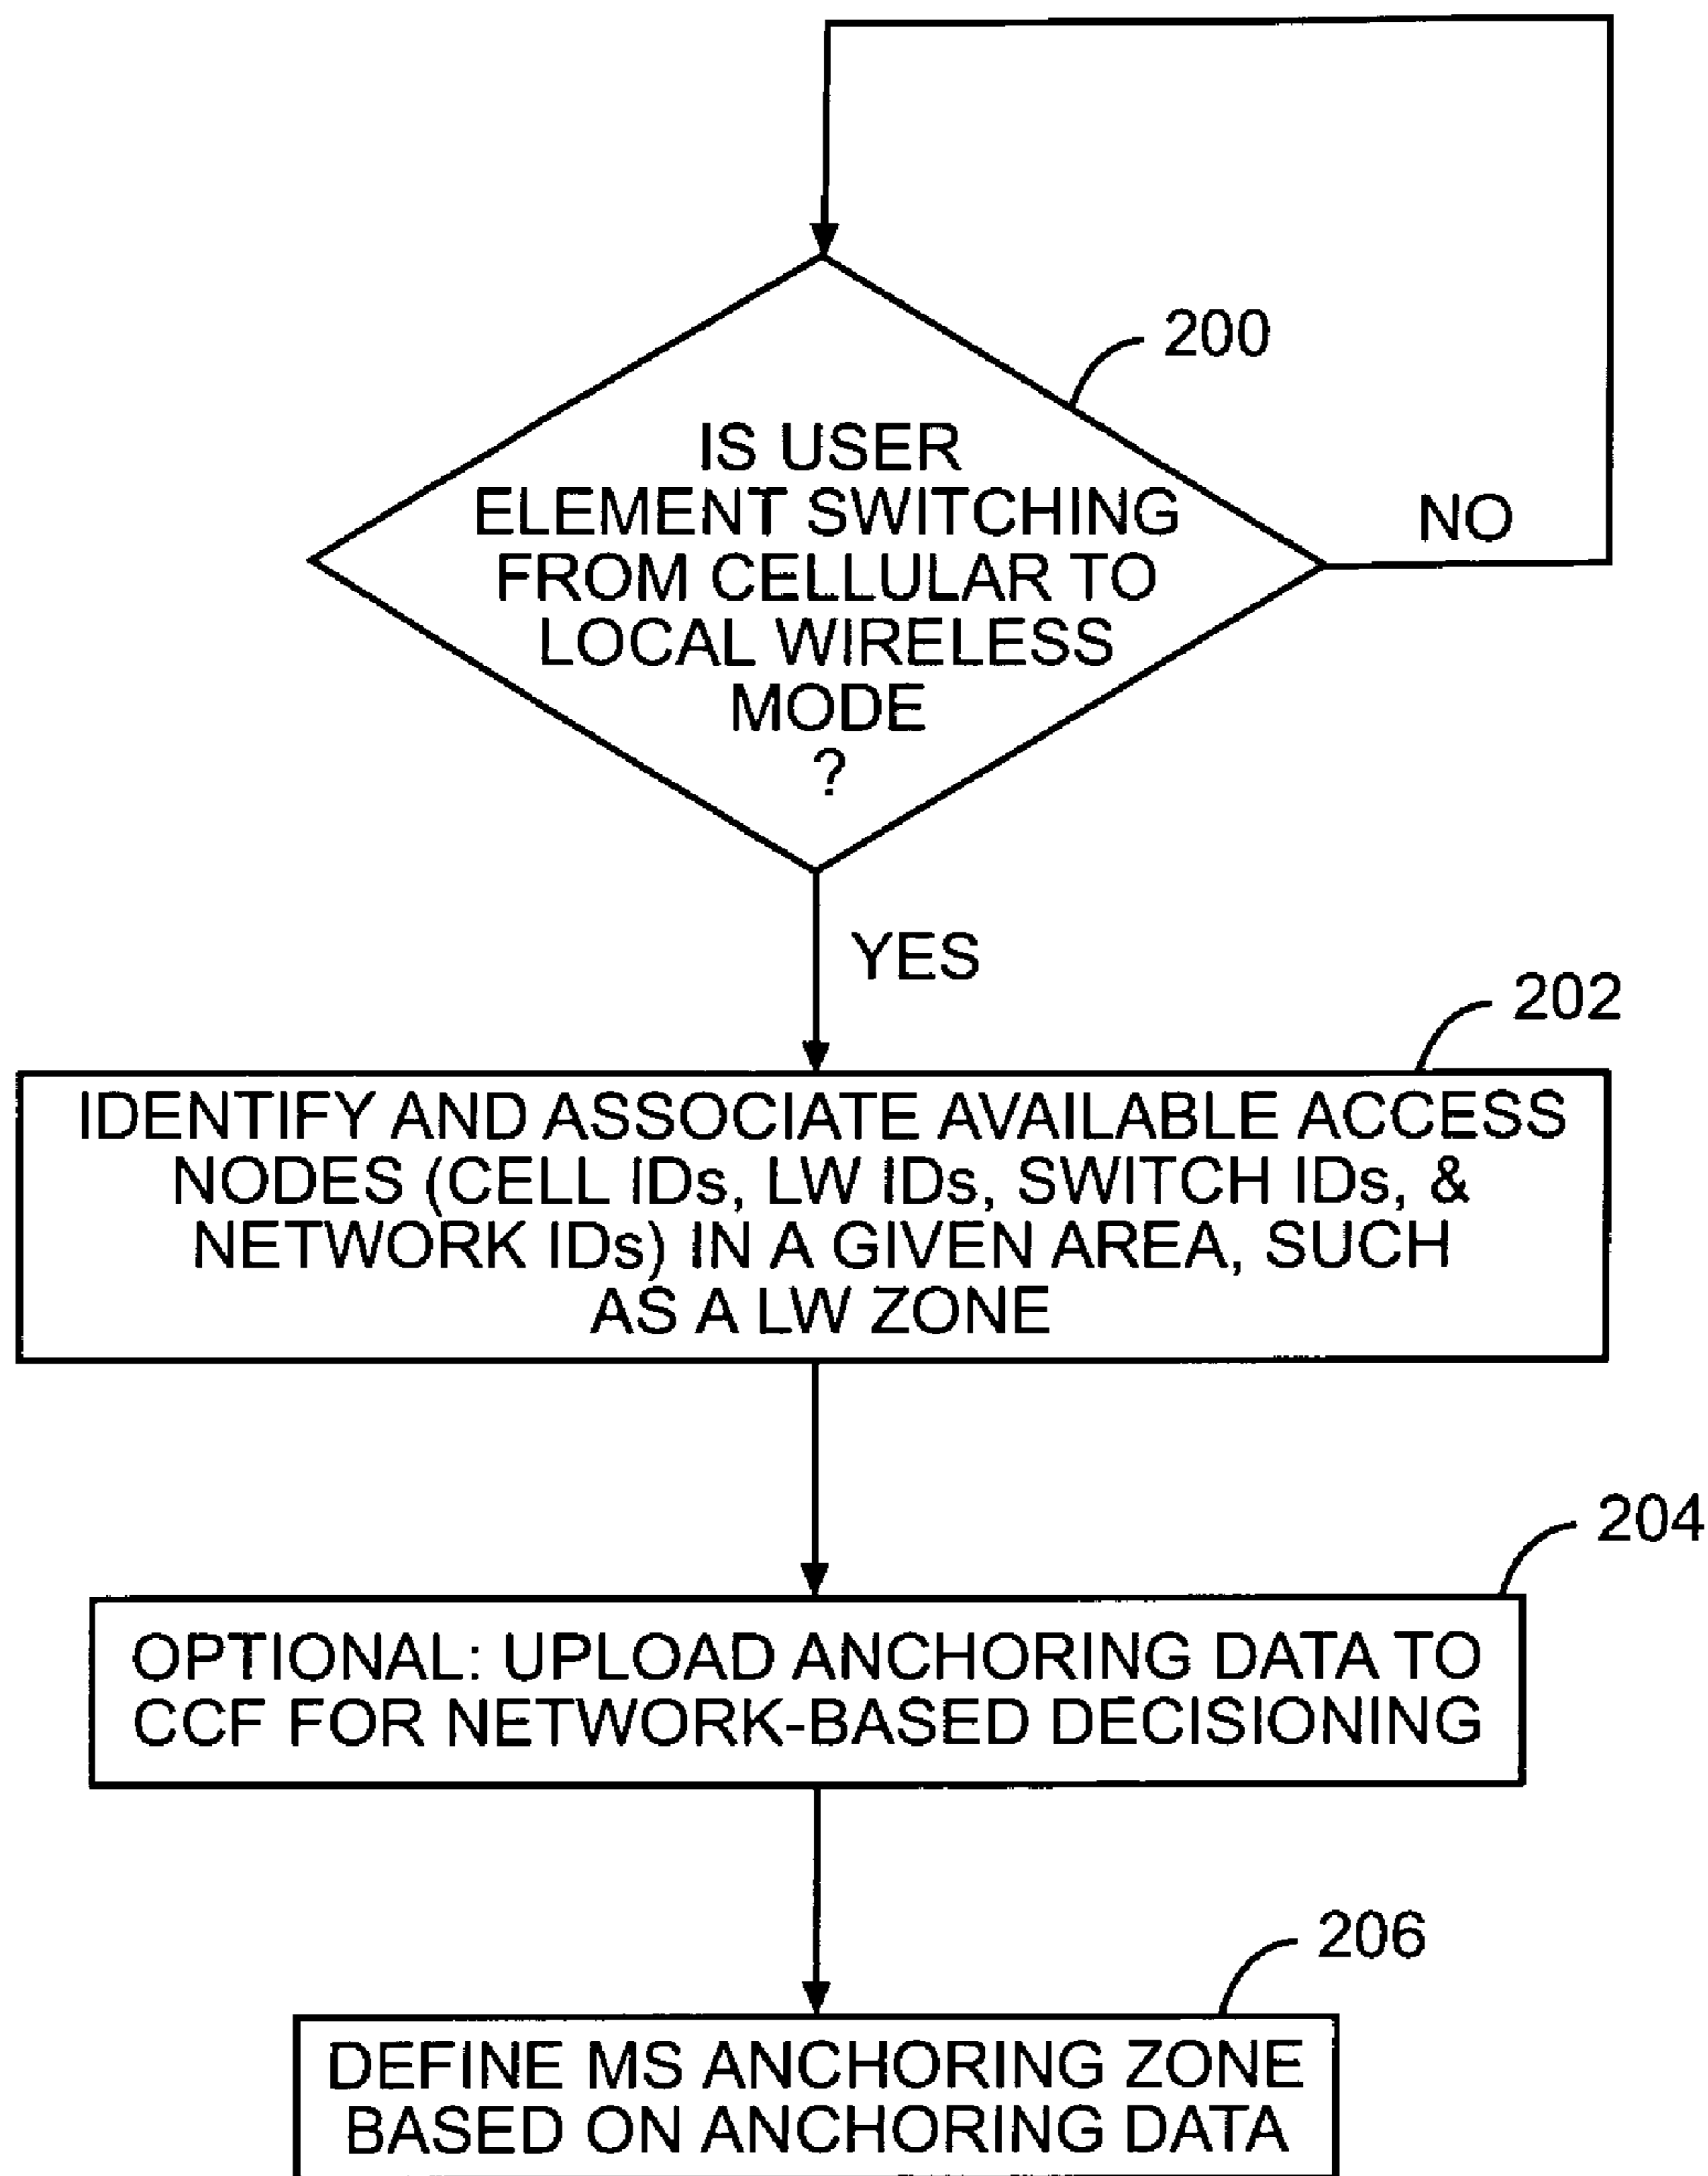 200
IS USER
ELEMENT SWITCHING
FROM CELLULAR TO
LOCAL WIRELESS
MODE
?
NO
YES
202
IDENTIFY AND ASSOCIATE AVAILABLE ACCESS
NODES (CELL IDs, LW IDs, SWITCH IDs, &
NETWORK IDs) IN A GIVEN AREA, SUCH
AS A LW ZONE
204
OPTIONAL: UPLOAD ANCHORING DATA TO
CCF FOR NETWORK-BASED DECISIONING
206
DEFINE MS ANCHORING ZONE
BASED ON ANCHORING DATA